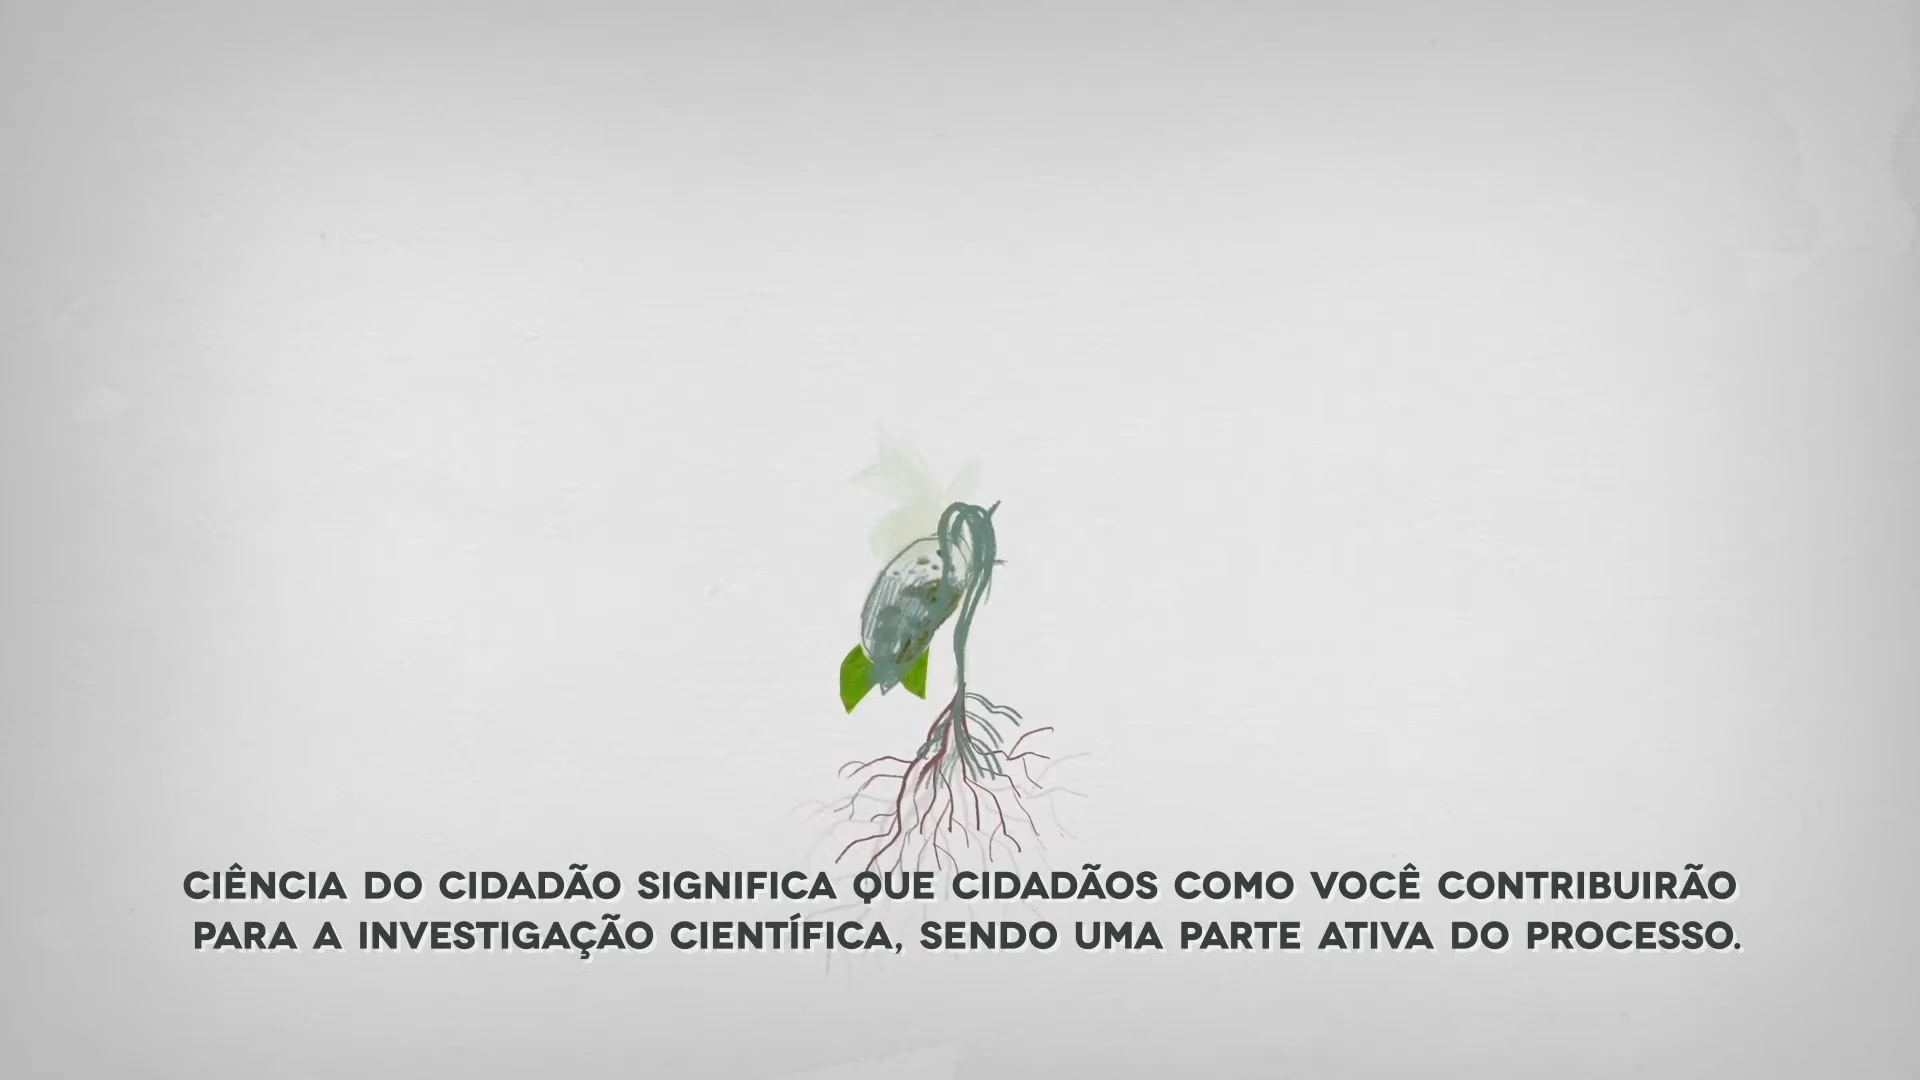 CIÊNCIA DO CIDADÃO SIGNIFICA QUE CIDADÃOS COMO VOCÊ CONTRIBUIRÃO
PARA A INVESTIGAÇÃO CIENTÍFICA, SENDO UMA PARTE ATIVA DO PROCESSO.